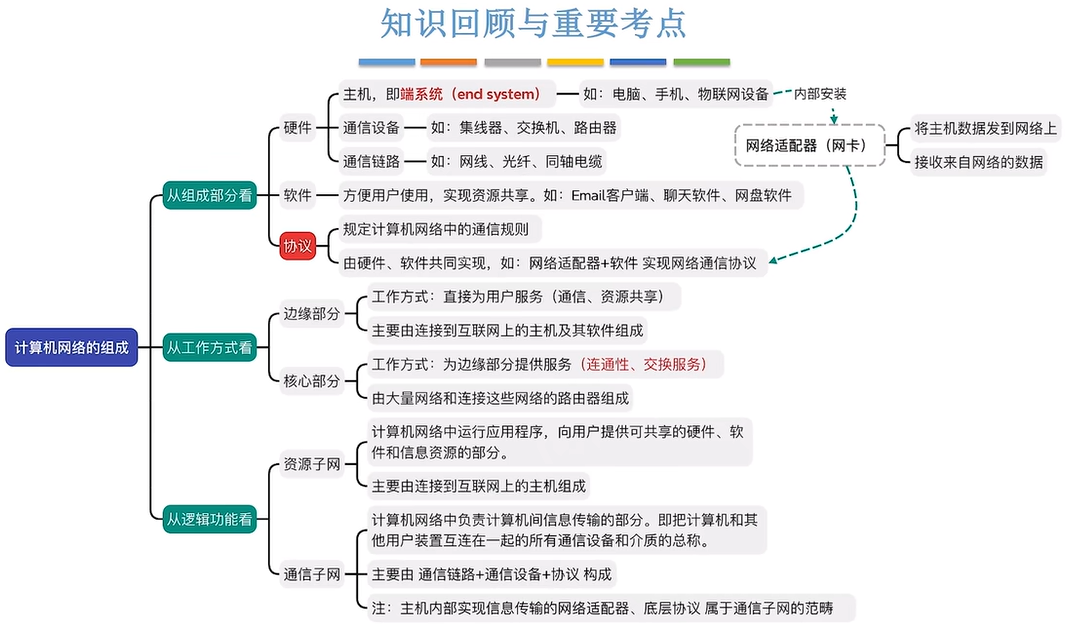 知识回顾与重要考点
计算机网络的组成
从组成部分看
硬件
主机，即端系统（end system）
如：电脑、手机、物联网设备
内部安装
网络适配器（网卡）
将主机数据发到网络上
接收来自网络的数据
通信设备
如：集线器、交换机、路由器
通信链路
如：网线、光纤、同轴电缆
软件
方便用户使用，实现资源共享。如：Email客户端、聊天软件、网盘软件
协议
规定计算机网络中的通信规则
由硬件、软件共同实现，如：网络适配器+软件 实现网络通信协议
从工作方式看
边缘部分
工作方式：直接为用户服务（通信、资源共享）
主要由连接到互联网上的主机及其软件组成
核心部分
工作方式：为边缘部分提供服务（连通性、交换服务）
由大量网络和连接这些网络的路由器组成
从逻辑功能看
资源子网
计算机网络中运行应用程序，向用户提供可共享的硬件、软
件和信息资源的部分。
主要由连接到互联网上的主机组成
通信子网
计算机网络中负责计算机间信息传输的部分。即把计算机和其
他用户装置互连在一起的所有通信设备和介质的总称。
主要由 通信链路+通信设备+协议 构成
注：主机内部实现信息传输的网络适配器、底层协议 属于通信子网的范畴